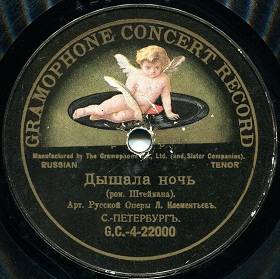 GRAMOPHONE CONCERT RECORD
Manufactured by The Gramophone Co., Ltd. (and Sister Companies).
RUSSIAN TENOR
Дышала ночь
(ром. Штейнана).
Арт. Русской Оперы Л. Клементьевъ.
С.-ПЕТЕРБУРГЪ.
G.C.-4-22000